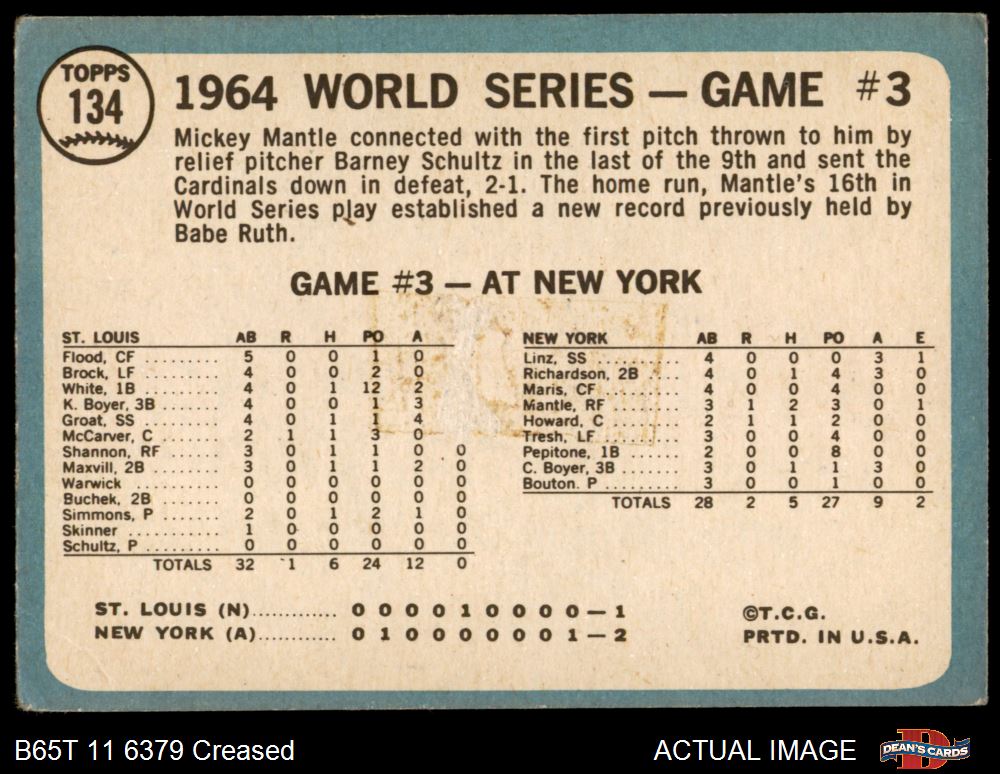 TOPPS
134
1964 WORLD SERIES — GAME #3
Mickey Mantle connected with the first pitch thrown to him by
relief pitcher Barney Schultz in the last of the 9th and sent the
Cardinals down in defeat, 2-1. The home run, Mantle's 16th in
World Series play established a new record previously held by
Babe Ruth.
GAME #3 — AT NEW YORK
ST. LOUIS AB R H PO A
Flood, CF ......... 5 0 0 1 0
Brock, LF ......... 4 0 0 2 0
White, 1B ......... 4 0 1 12 2
K. Boyer, 3B ...... 4 0 0 1 3
Groat, SS ......... 4 0 1 1 4
McCarver, C ....... 2 1 1 3 0
Shannon, RF ....... 3 0 1 1 0 0
Maxvill, 2B ....... 3 0 1 1 2 0
Warwick ........... 0 0 0 0 0 0
Buchek, 2B ........ 0 0 0 0 0 0
Simmons, P ....... 2 0 1 2 1 0
Skinner ........... 1 0 0 0 0 0
Schultz, P ........ 0 0 0 0 0 0
TOTALS 32 1 6 24 12 0
NEW YORK AB R H PO A E
Linz, SS .......... 4 0 0 0 3 1
Richardson, 2B .... 4 0 1 4 3 0
Maris, CF ......... 4 0 0 4 0 0
Mantle, RF ........ 3 1 2 3 0 1
Howard, C ......... 2 1 1 2 0 0
Tresh, LF ......... 3 0 0 4 0 0
Pepitone, 1B ...... 2 0 0 8 0 0
C. Boyer, 3B ...... 3 0 1 1 3 0
Bouton. P ......... 3 0 0 1 0 0
TOTALS 28 2 5 27 9 2
ST. LOUIS (N)............ 0 0 0 0 1 0 0 0 0 — 1
NEW YORK (A)............ 0 1 0 0 0 0 0 0 1 — 2
©T.C.G.
PRTD. IN U.S.A.
B65T 11 6379 Creased
ACTUAL IMAGE
DEAN'S CARDS